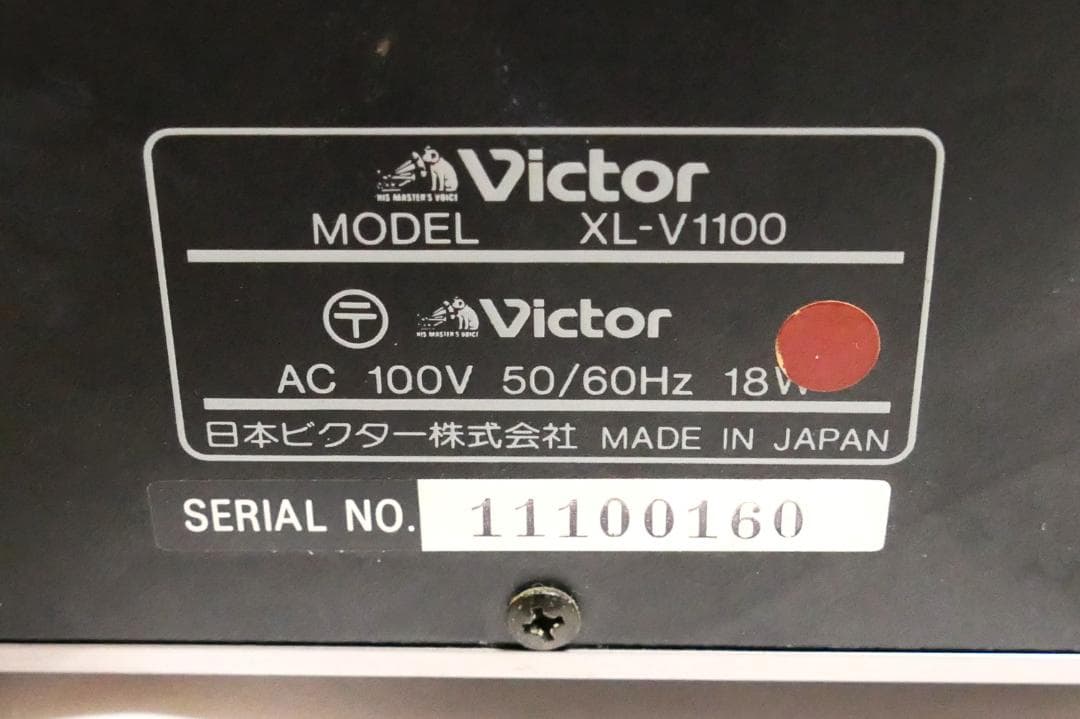 Victor
HIS MASTER'S VOICE
MODEL XL-V1100
〒 Victor
HIS MASTER'S VOICE
AC 100V 50/60Hz 18W
日本ビクター株式会社 MADE IN JAPAN
SERIAL NO. 11100160